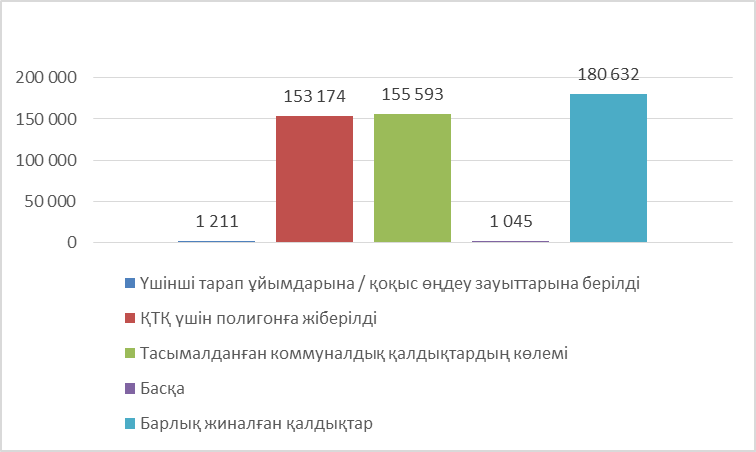 180 632
200 000
153 174
155 593
150 000
100 000
50 000
1 211
1 045
0
Үшінші тарап ұйымдарына / қоқыс өңдеу зауыттарына берілді
ҚТҚ үшін полигонға жіберілді
Тасымалданған коммуналдық қалдықтардың көлемі
Басқа
Барлық жиналған қалдықтар